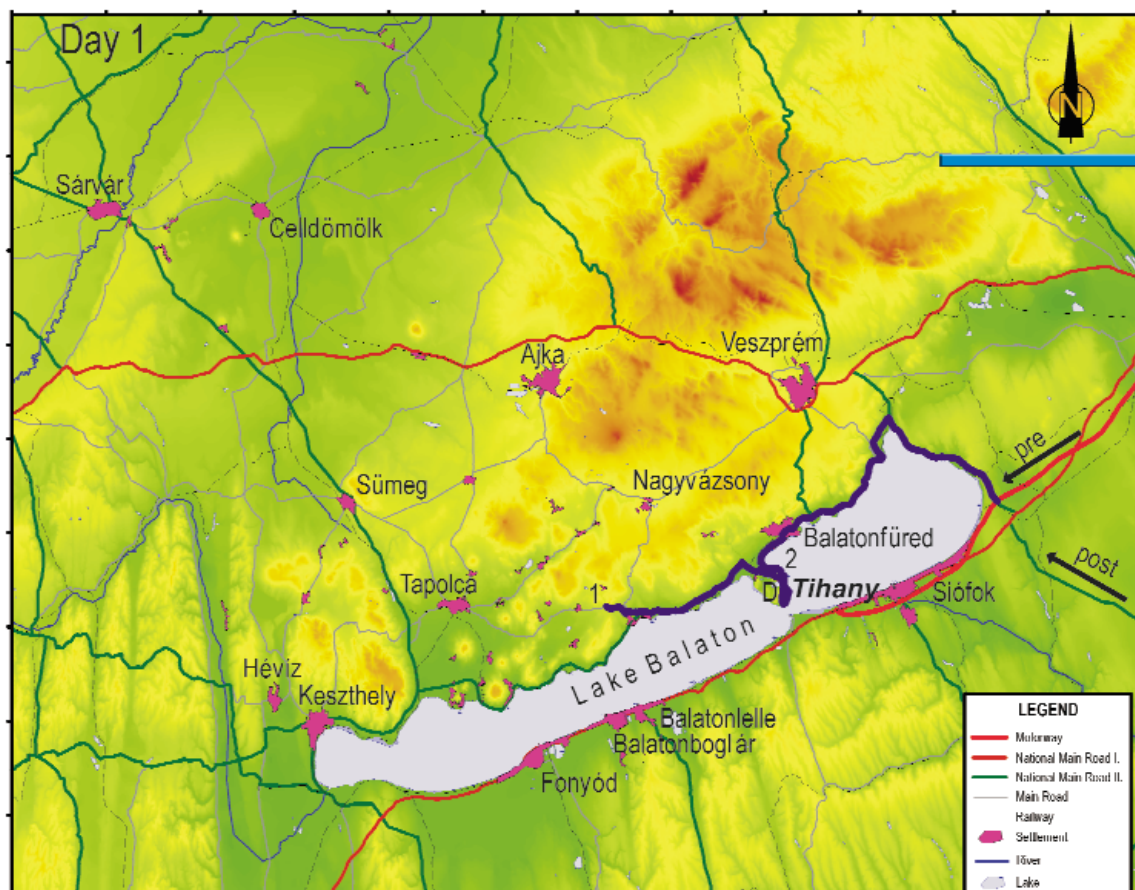 Day 1
N
Sárvár
Celldömölk
Ajka
Veszprém
pre
Sümeg
Nagyvázsony
Balatonfüred
post
2
Tapolca
1
D
Tihany
Siófok
Lake Balaton
Hévíz
Keszthely
Balatonlelle
Balatonboglár
Fonyód
LEGEND
Motorway
National Main Road I.
National Main Road II.
Main Road
Railway
Settlement
River
Lake